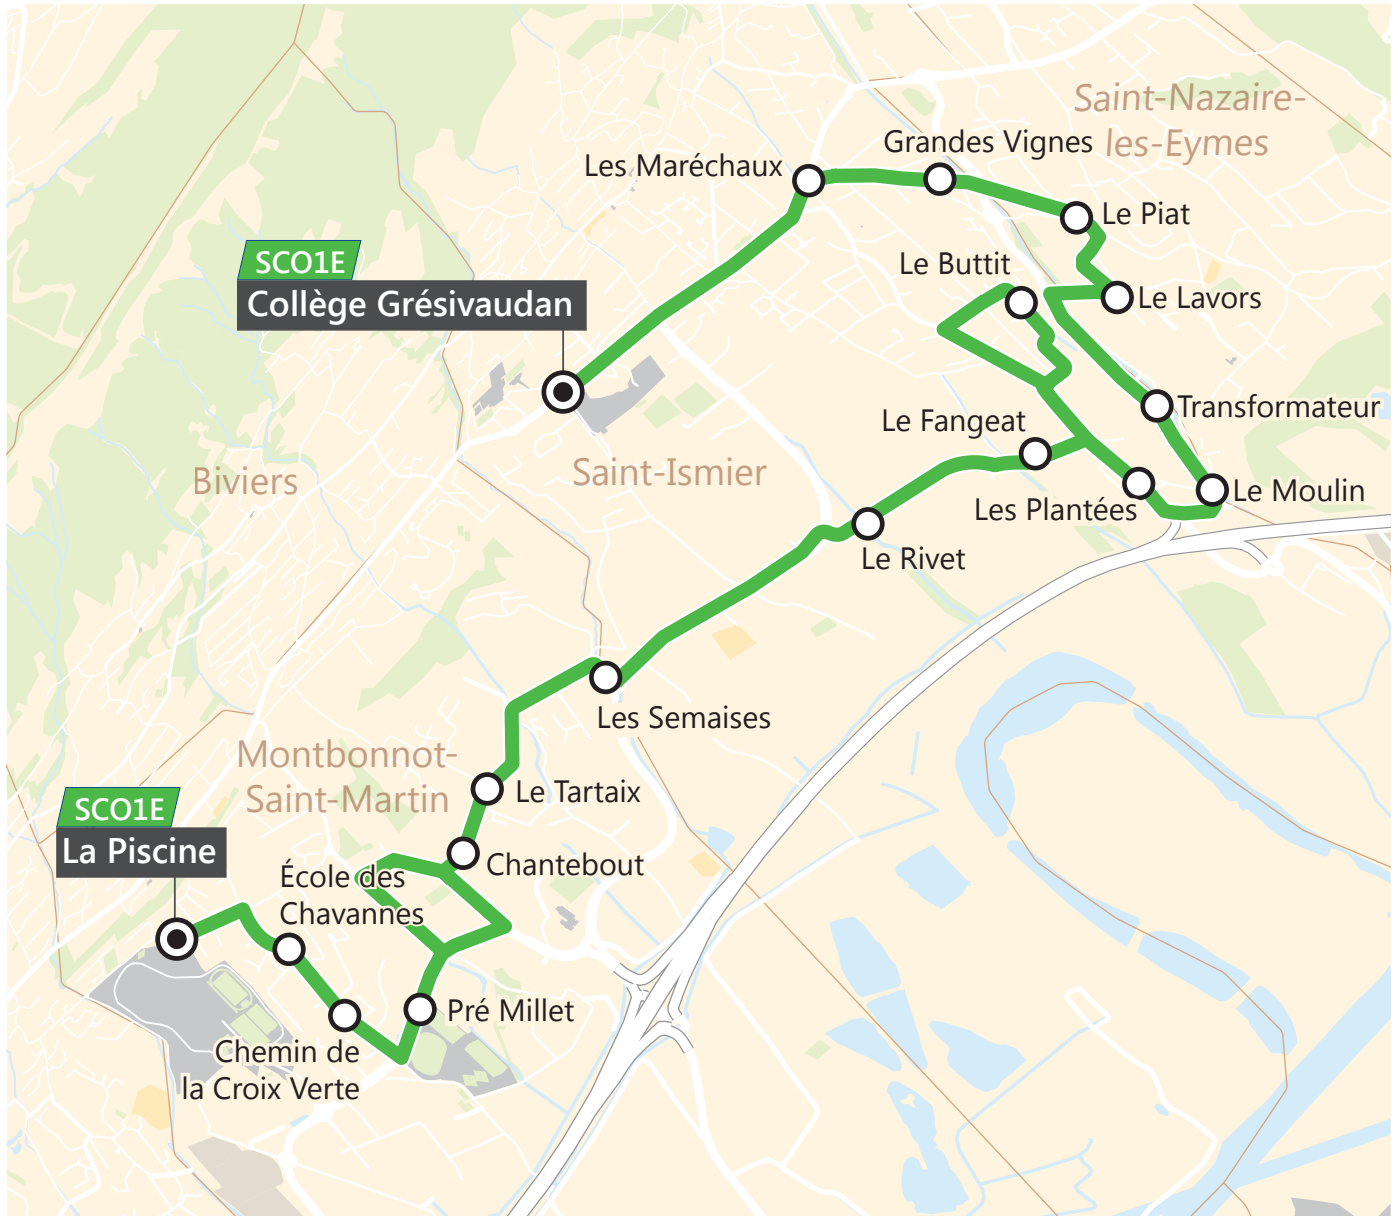 Saint-Nazaire-
les-Eymes
Grandes Vignes
Les Maréchaux
Le Piat
SCO1E
Collège Grésivaudan
Le Buttit
Le Lavors
Transformateur
Le Fangeat
Saint-Ismier
Biviers
Le Moulin
Les Plantées
Le Rivet
Les Semaises
Montbonnot-
Saint-Martin
Le Tartaix
SCO1E
La Piscine
Chantebout
École des
Chavannes
Pré Millet
Chemin de
la Croix Verte